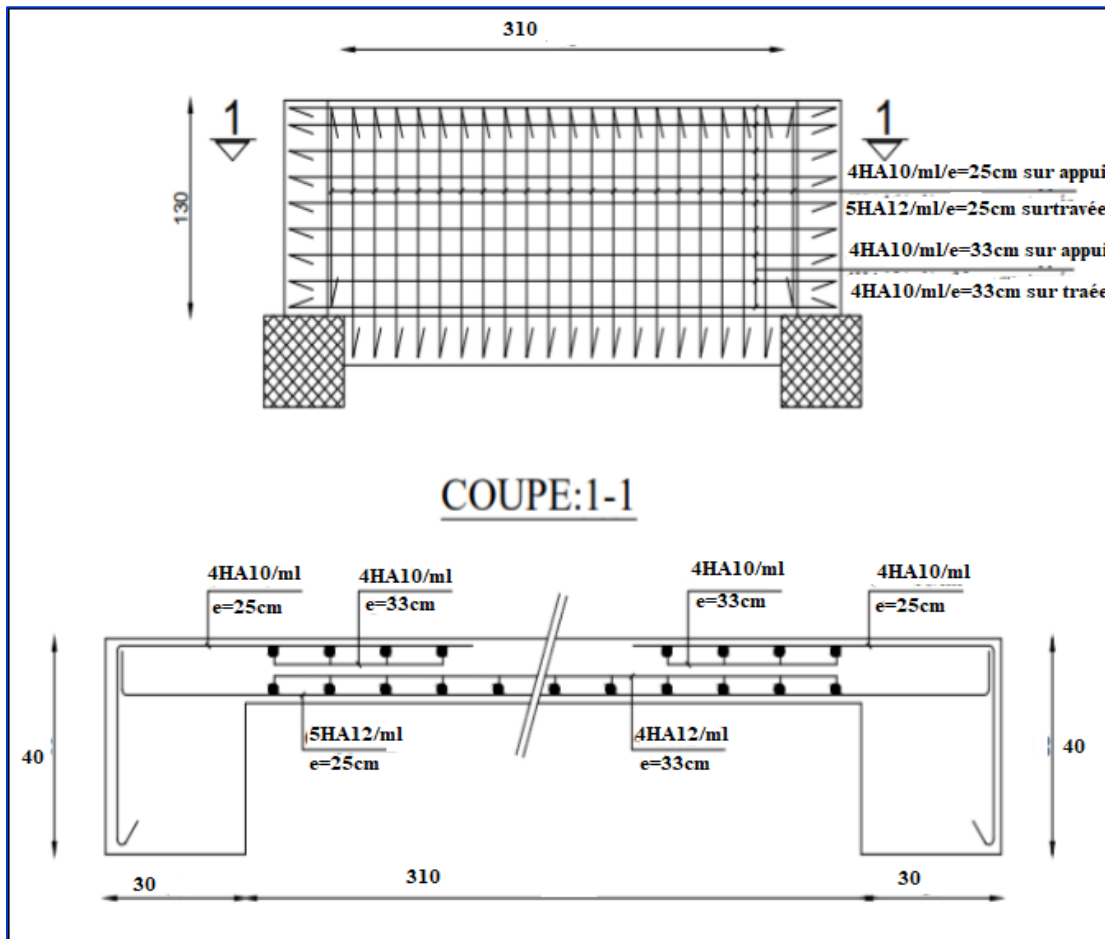 310
1
1
130
4HA10/ml/e=25cm sur appui
5HA12/ml/e=25cm surtravée
4HA10/ml/e=33cm sur appui
4HA10/ml/e=33cm sur traée
COUPE:1-1
4HA10/ml
e=25cm
4HA10/ml
e=33cm
4HA10/ml
e=33cm
4HA10/ml
e=25cm
5HA12/ml
e=25cm
4HA12/ml
e=33cm
40
40
30
310
30